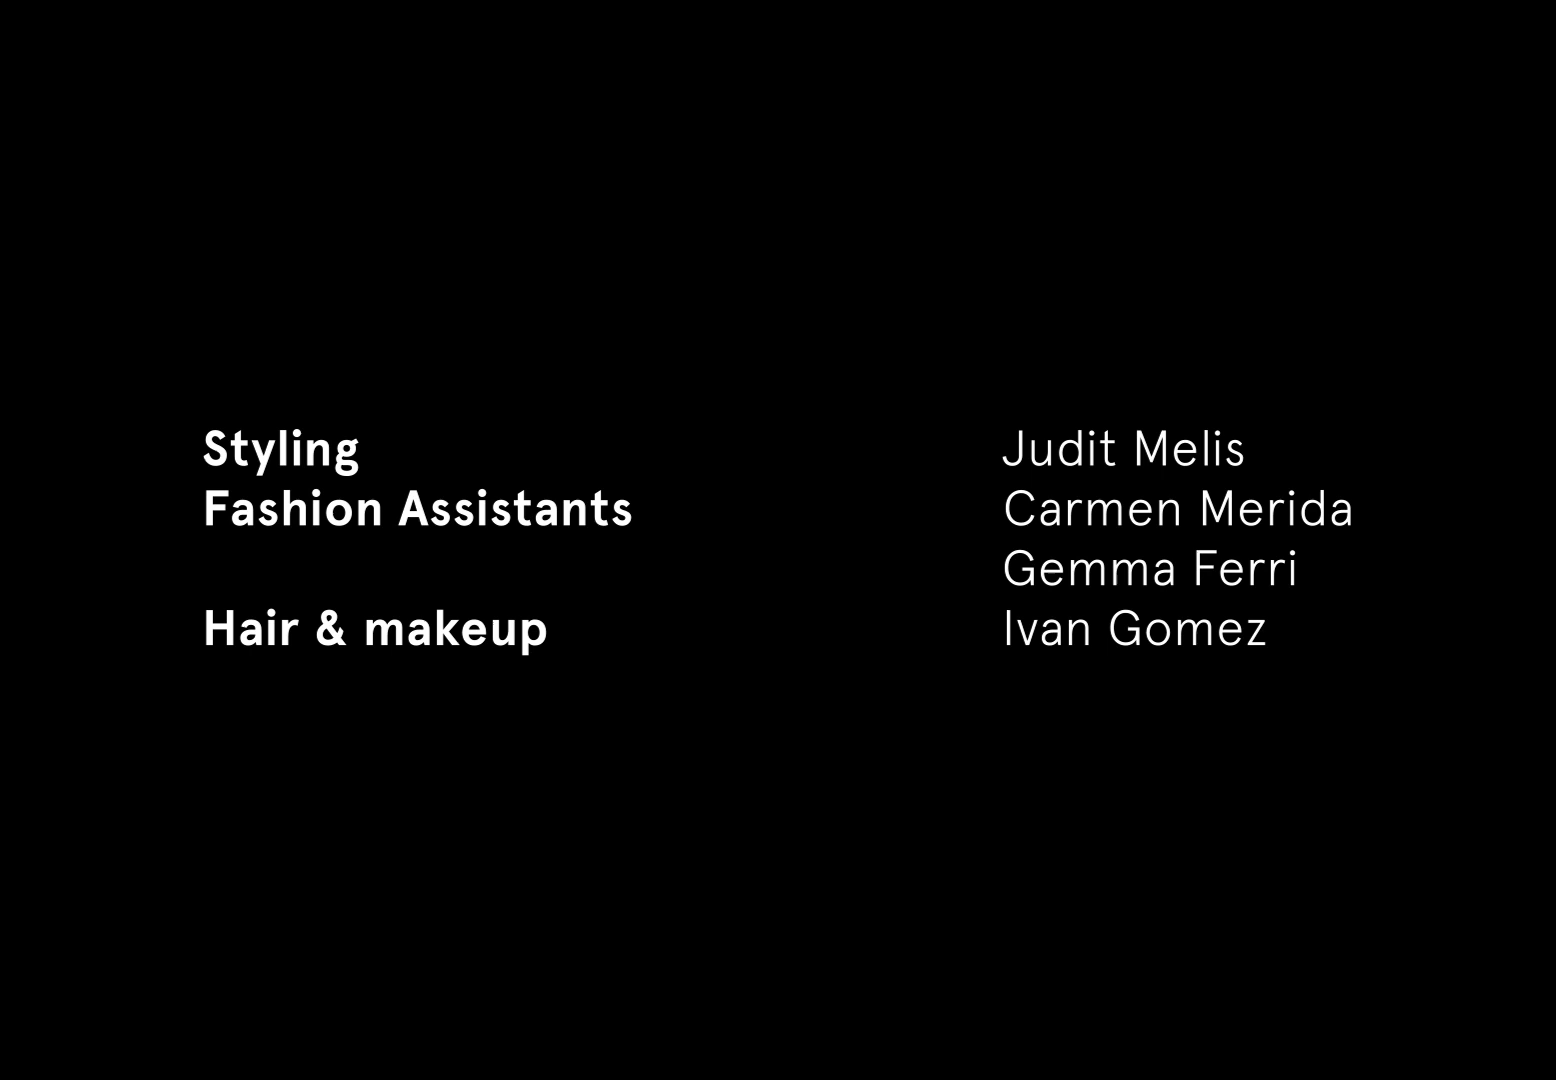 Styling Judit Melis
Fashion Assistants Carmen Merida
Gemma Ferri
Hair & makeup Ivan Gomez